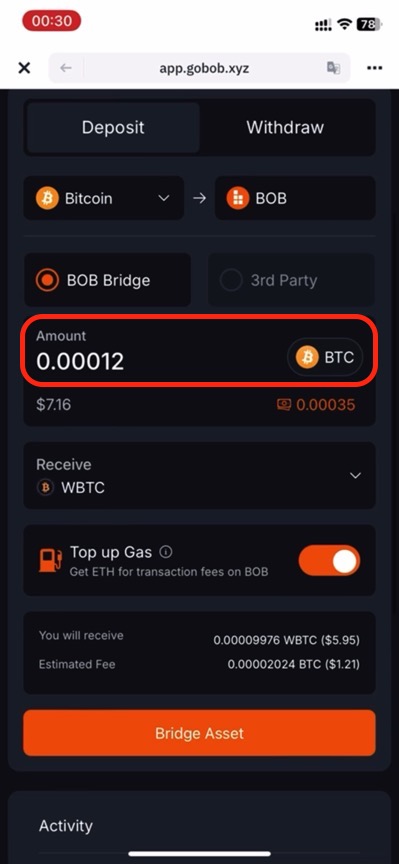 00:30
78
app.gobob.xyz
Deposit
Withdraw
Bitcoin
BOB
BOB Bridge
3rd Party
Amount
0.00012
BTC
$7.16
0.00035
Receive
WBTC
Top up Gas
Get ETH for transaction fees on BOB
You will receive
0.00009976 WBTC ($5.95)
Estimated Fee
0.00002024 BTC ($1.21)
Bridge Asset
Activity